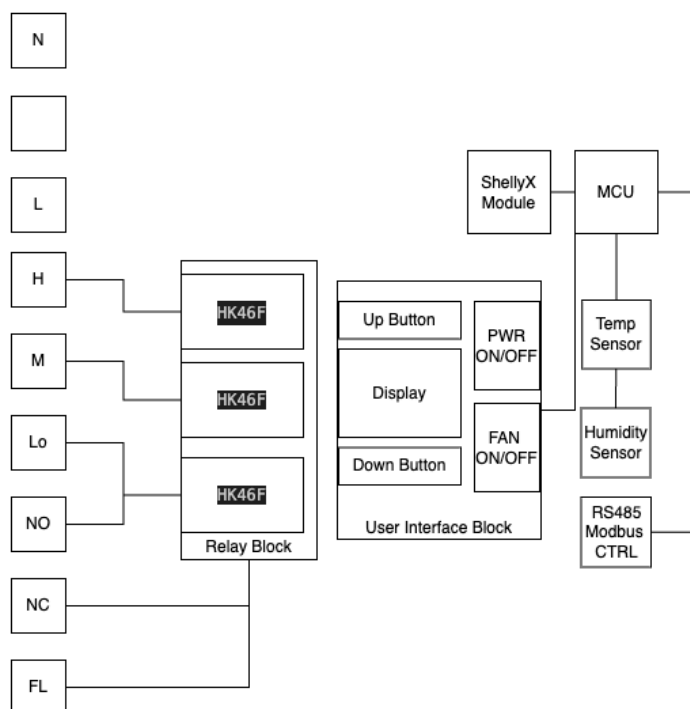 N
L
H
M
Lo
NO
NC
FL
HK46F
HK46F
HK46F
Relay Block
Up Button
Display
Down Button
PWR
ON/OFF
FAN
ON/OFF
User Interface Block
ShellyX
Module
MCU
Temp
Sensor
Humidity
Sensor
RS485
Modbus
CTRL